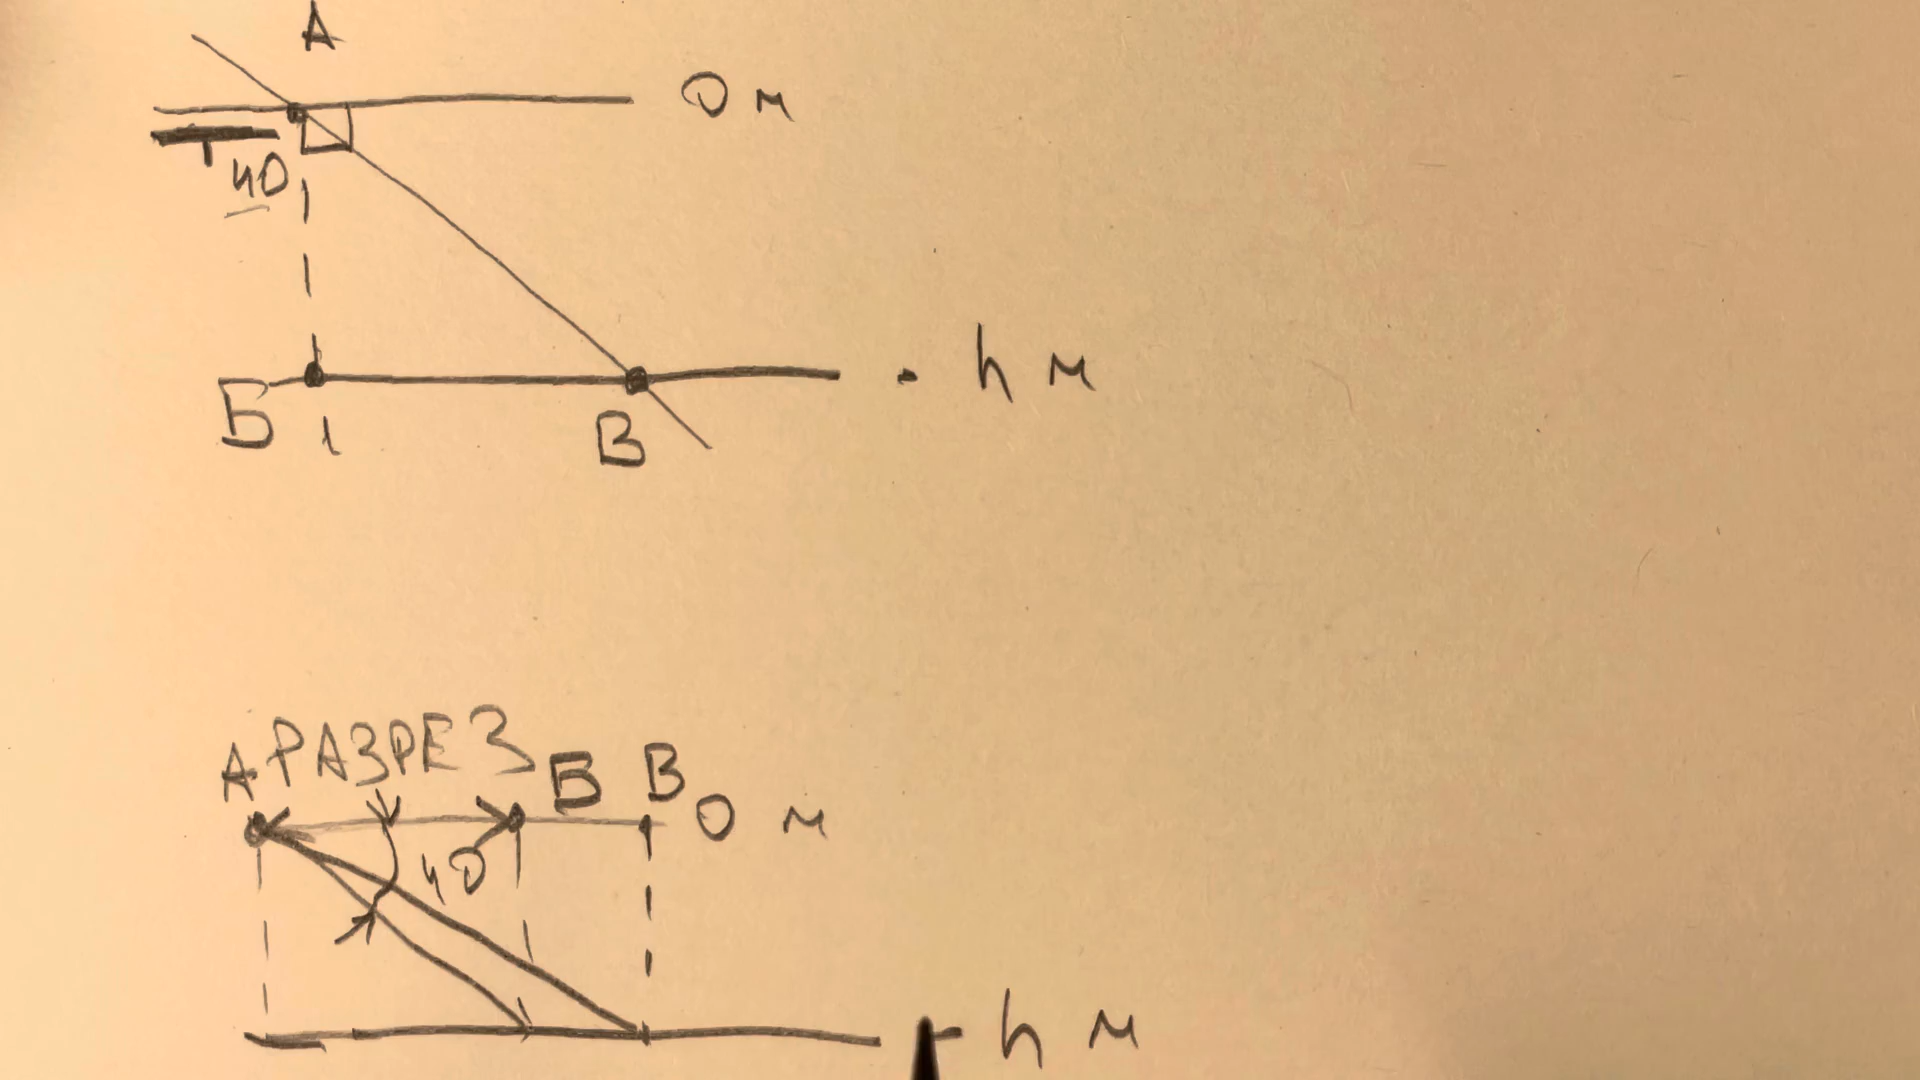 А
0 м
40
- h м
Б
В
РАЗРЕЗ
А Б В 0 м
40
- h м